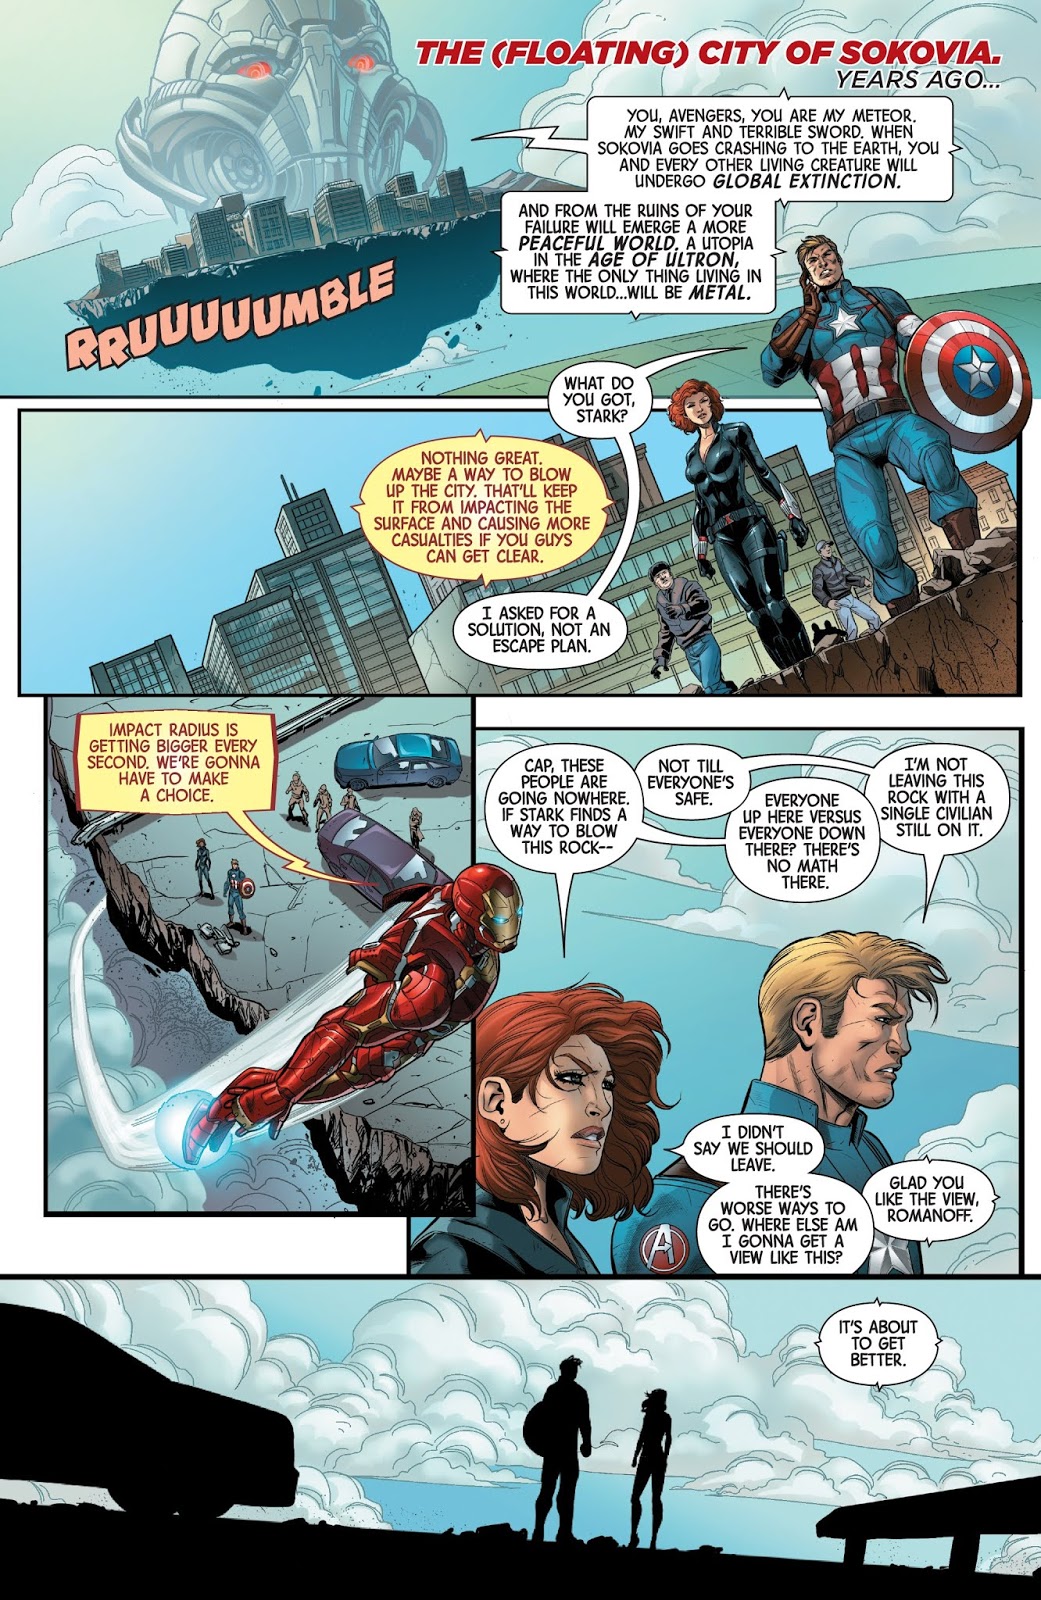 THE (FLOATING) CITY OF SOKOVIA.
YEARS AGO...
YOU, AVENGERS, YOU ARE MY METEOR.
MY SWIFT AND TERRIBLE SWORD. WHEN
SOKOVIA GOES CRASHING TO THE EARTH, YOU
AND EVERY OTHER LIVING CREATURE WILL
UNDERGO GLOBAL EXTINCTION.
AND FROM THE RUINS OF YOUR
FAILURE WILL EMERGE A MORE
PEACEFUL WORLD. A UTOPIA
IN THE AGE OF ULTRON,
WHERE THE ONLY THING LIVING IN
THIS WORLD...WILL BE METAL.
RRUUUUUMBLE
WHAT DO
YOU GOT,
STARK?
NOTHING GREAT.
MAYBE A WAY TO BLOW
UP THE CITY. THAT'LL KEEP
IT FROM IMPACTING THE
SURFACE AND CAUSING MORE
CASUALTIES IF YOU GUYS
CAN GET CLEAR.
I ASKED FOR A
SOLUTION, NOT AN
ESCAPE PLAN.
IMPACT RADIUS IS
GETTING BIGGER EVERY
SECOND. WE'RE GONNA
HAVE TO MAKE
A CHOICE.
CAP, THESE
PEOPLE ARE
GOING NOWHERE.
IF STARK FINDS
A WAY TO BLOW
THIS ROCK--
NOT TILL
EVERYONE'S
SAFE.
EVERYONE
UP HERE VERSUS
EVERYONE DOWN
THERE? THERE'S
NO MATH
THERE.
I'M NOT
LEAVING THIS
ROCK WITH A
SINGLE CIVILIAN
STILL ON IT.
I DIDN'T
SAY WE SHOULD
LEAVE.
THERE'S
WORSE WAYS TO
GO. WHERE ELSE AM
I GONNA GET A
VIEW LIKE THIS?
GLAD YOU
LIKE THE VIEW,
ROMANOFF.
A
IT'S ABOUT
TO GET
BETTER.